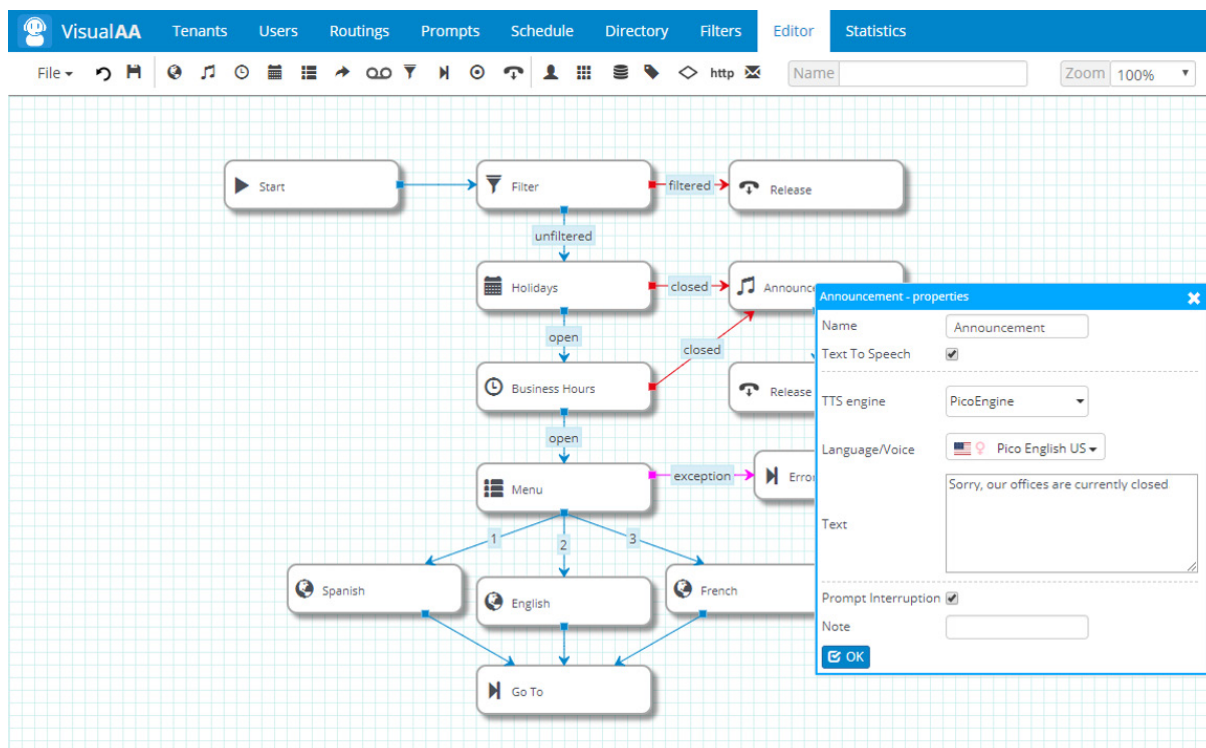 VisualAA Tenants Users Routings Prompts Schedule Directory Filters Editor Statistics
File http Name Zoom 100%
Start
Filter
filtered
Release
unfiltered
Holidays
closed
Announce
open
closed
Business Hours
Release
open
Menu
exception
Erro
1
2
3
Spanish
English
French
Go To
Announcement - properties
Name Announcement
Text To Speech
TTS engine PicoEngine
Language/Voice Pico English US
Text Sorry, our offices are currently closed
Prompt Interruption
Note
OK